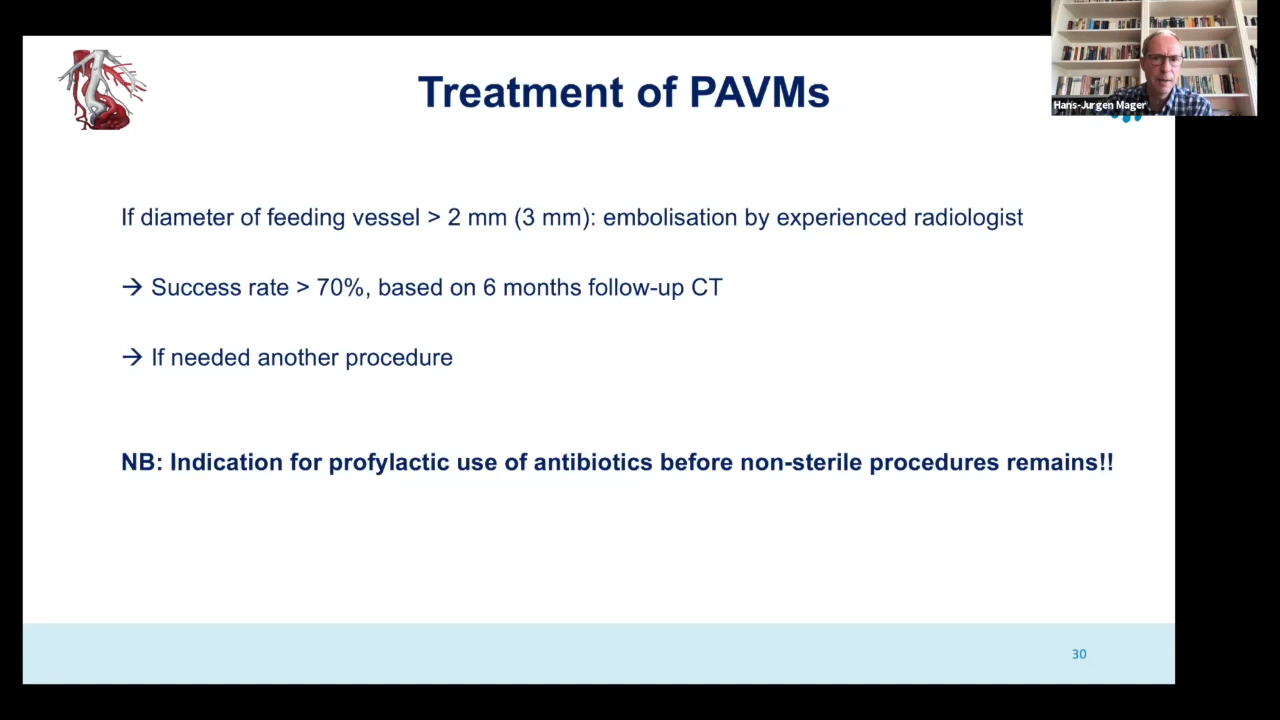 Treatment of PAVMs
Hans-Jurgen Mager
If diameter of feeding vessel > 2 mm (3 mm): embolisation by experienced radiologist
→ Success rate > 70%, based on 6 months follow-up CT
→ If needed another procedure
NB: Indication for profylactic use of antibiotics before non-sterile procedures remains!!
30